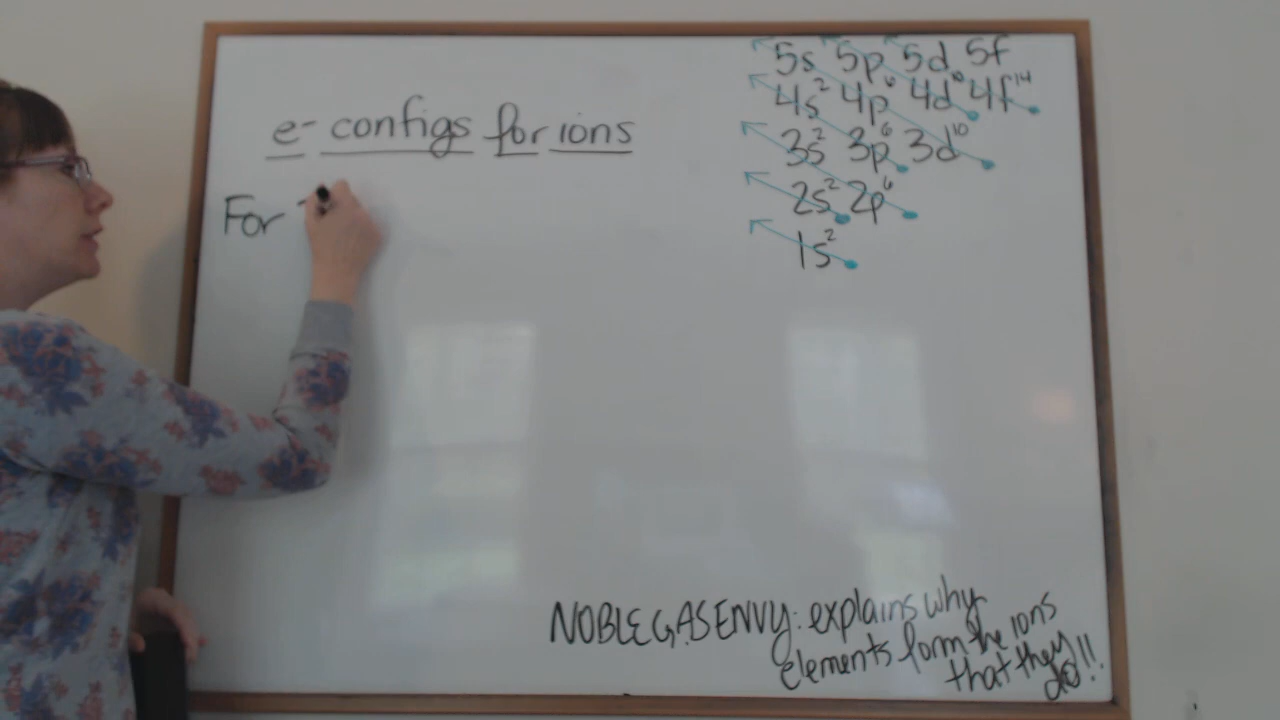 e- configs for ions
For
5s 5p 5d 5f
4s² 4p⁶ 4d¹⁰ 4f¹⁴
3s² 3p⁶ 3d¹⁰
2s² 2p⁶
1s²
NOBLE GAS ENVY: explains why
elements form the ions
that they
do!!